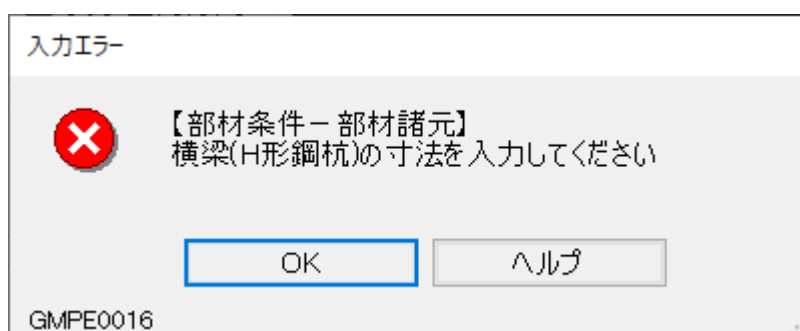 入力エラー
【部材条件－部材諸元】
横梁(H形鋼杭)の寸法を入力してください
OK
ヘルプ
GMPE0016